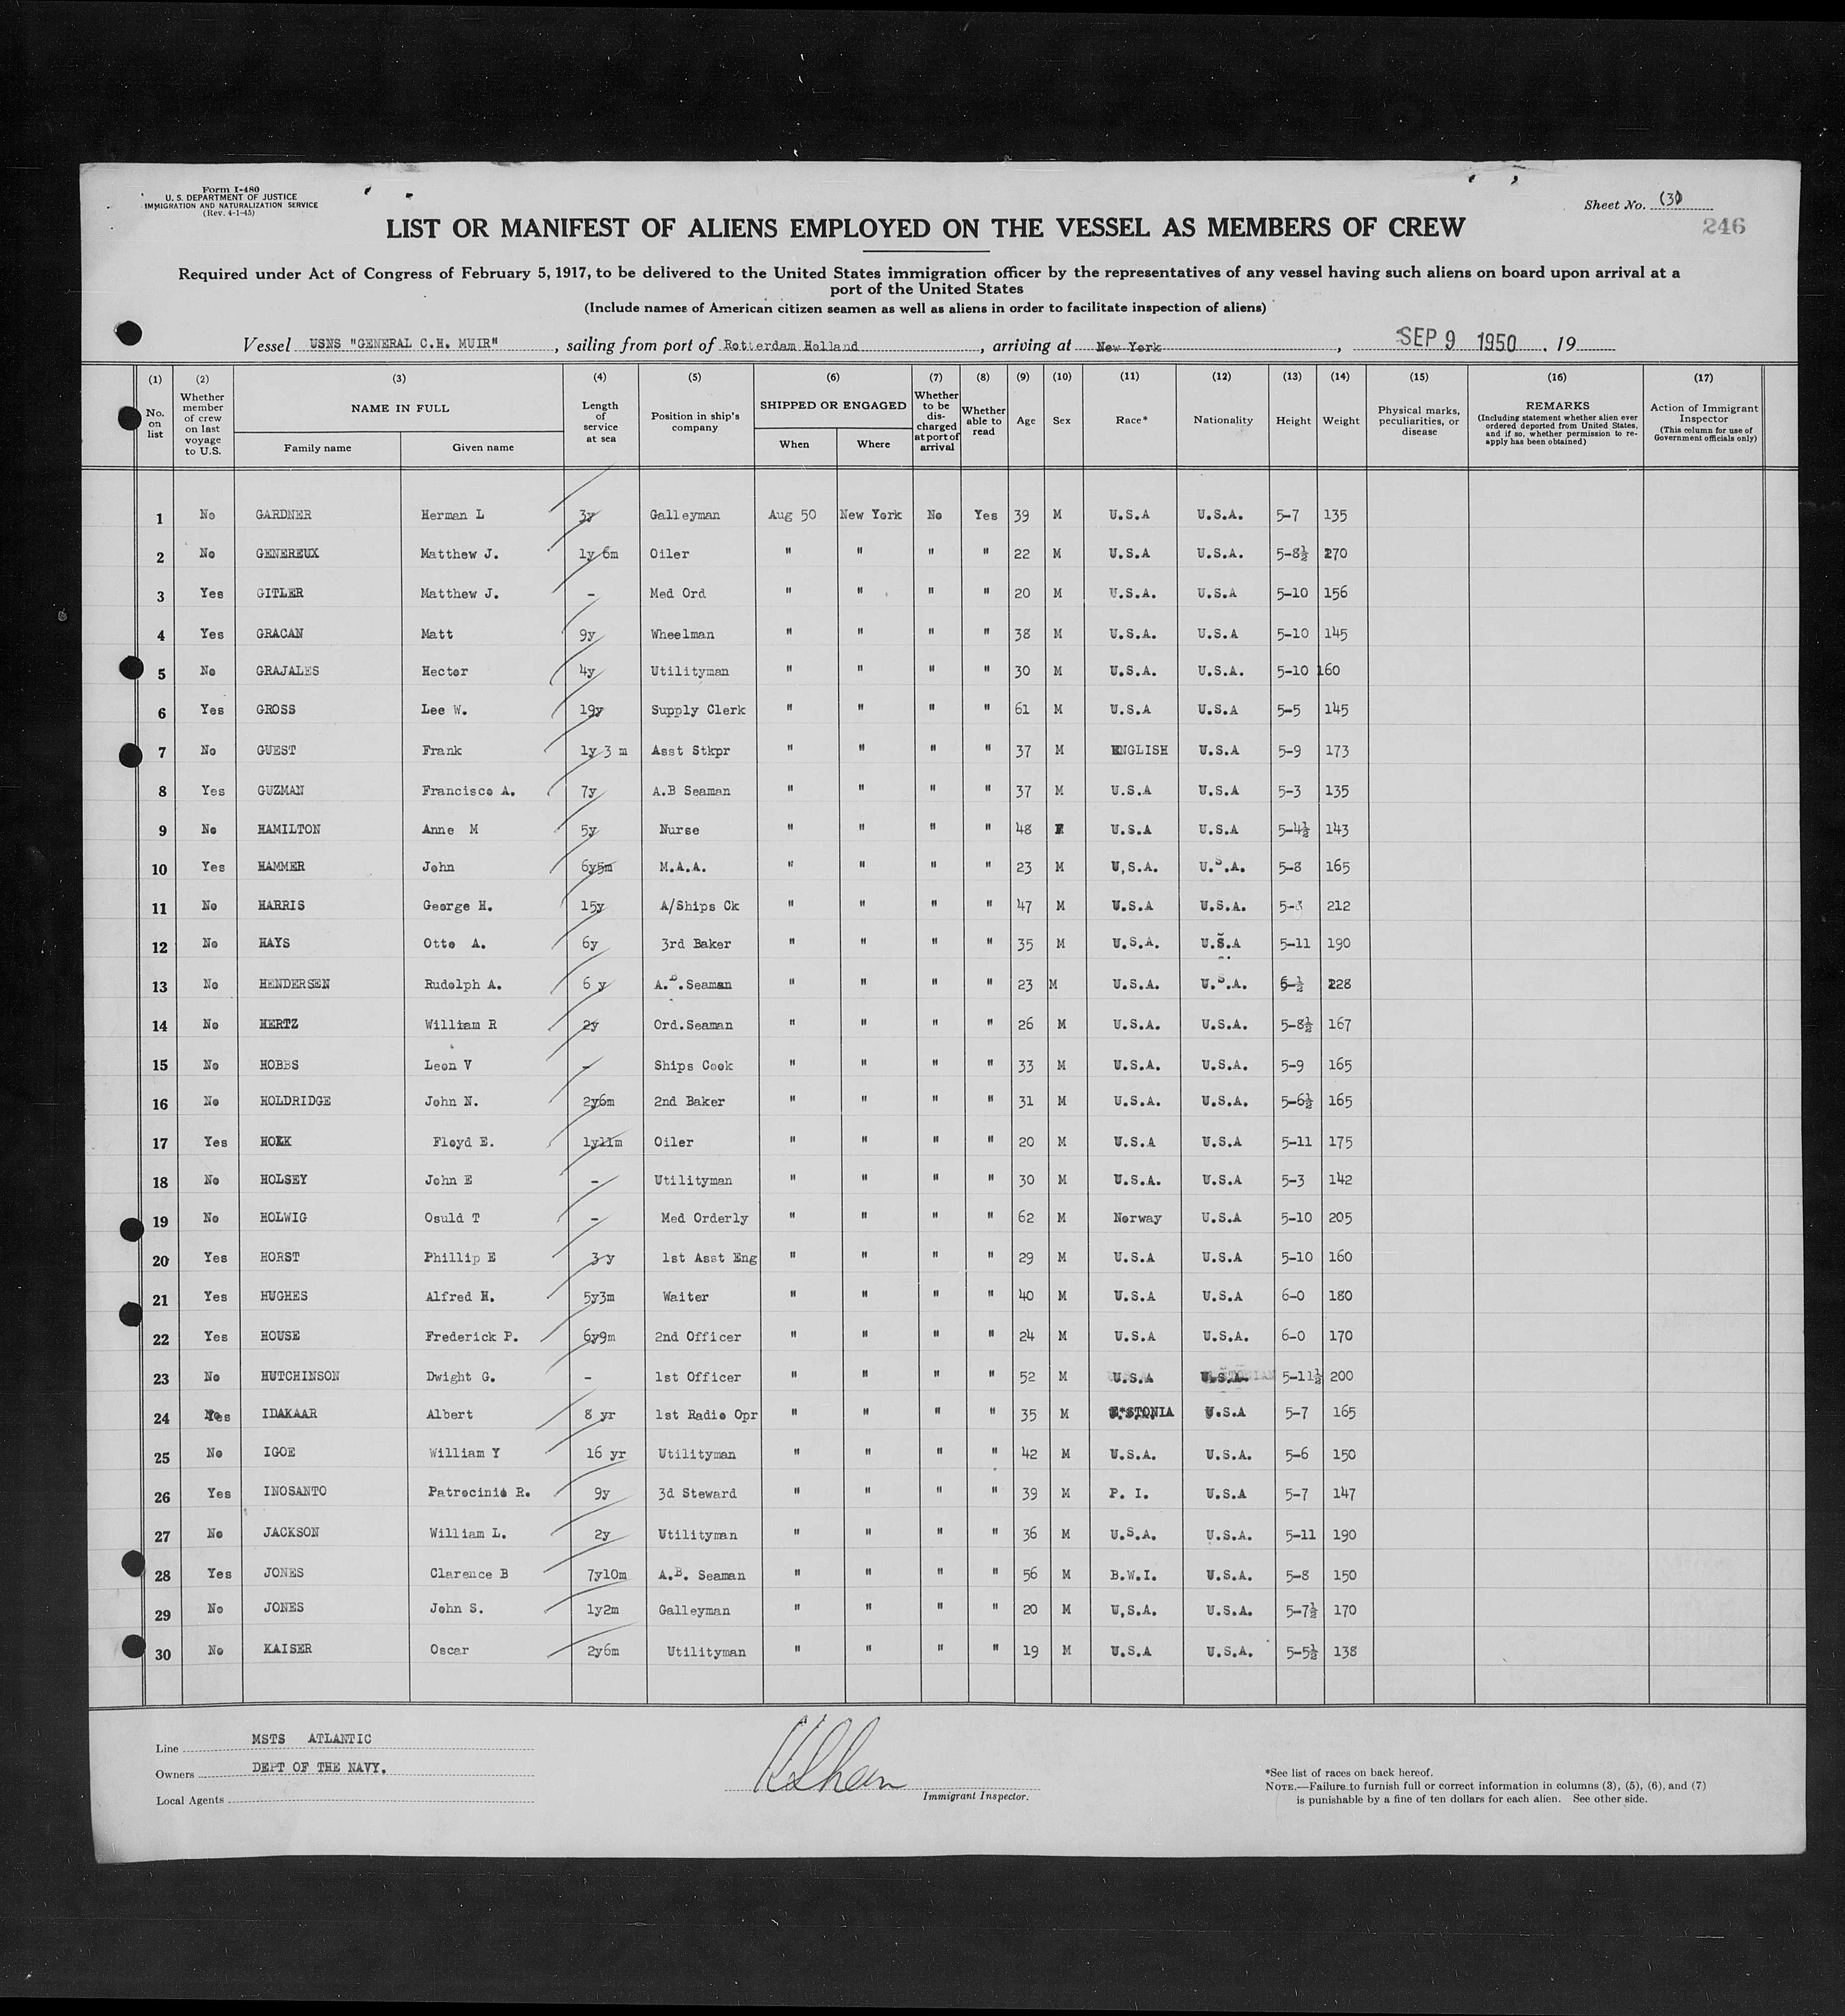 Form I-480
U. S. DEPARTMENT OF JUSTICE
IMMIGRATION AND NATURALIZATION SERVICE
(Rev. 4-1-45)
Sheet No. (3)
246
LIST OR MANIFEST OF ALIENS EMPLOYED ON THE VESSEL AS MEMBERS OF CREW
Required under Act of Congress of February 5, 1917, to be delivered to the United States immigration officer by the representatives of any vessel having such aliens on board upon arrival at a
port of the United States
(Include names of American citizen seamen as well as aliens in order to facilitate inspection of aliens)
Vessel USNS "GENERAL C.H. MUIR", sailing from port of Rotterdam Holland, arriving at New York, SEP 9 1950, 19
(1) (2) (3) (4) (5) (6) (7) (8) (9) (10) (11) (12) (13) (14) (15) (16) (17)
No. on list
Whether member of crew on last voyage to U.S.
NAME IN FULL
Family name Given name
Length of service at sea
Position in ship's company
SHIPPED OR ENGAGED
When Where
Whether to be discharged at port of arrival
Whether able to read
Age Sex Race* Nationality Height Weight
Physical marks, peculiarities, or disease
REMARKS
(Including statement whether alien ever ordered deported from United States, and if so, whether permission to reapply has been obtained)
Action of Immigrant Inspector
(This column for use of Government officials only)
1 No GARDNER Herman L 3y Galleyman Aug 50 New York No Yes 39 M U.S.A U.S.A. 5-7 135
2 No GENEREUX Matthew J. 1y 6m Oiler " " " " 22 M U.S.A U.S.A. 5-8½ 170
3 Yes GITLER Matthew J. - Med Ord " " " " 20 M U.S.A. U.S.A 5-10 156
4 Yes GRACAN Matt 9y Wheelman " " " " 38 M U.S.A. U.S.A 5-10 145
5 No GRAJALES Hector 4y Utilityman " " " " 30 M U.S.A. U.S.A. 5-10 160
6 Yes GROSS Lee W. 19y Supply Clerk " " " " 61 M U.S.A U.S.A 5-5 145
7 No GUEST Frank 1y 3 m Asst Stkpr " " " " 37 M ENGLISH U.S.A 5-9 173
8 Yes GUZMAN Francisco A. 7y A.B Seaman " " " " 37 M U.S.A U.S.A 5-3 135
9 No HAMILTON Anne M 5y Nurse " " " " 48 F U.S.A U.S.A 5-4½ 143
10 Yes HAMMER John 6y5m M.A.A. " " " " 23 M U,S.A. U.S.A. 5-8 165
11 No HARRIS George H. 15y A/Ships Ck " " " " 47 M U.S.A U.S.A. 5-3 212
12 No HAYS Otto A. 6y 3rd Baker " " " " 35 M U.S.A. U.S.A 5-11 190
13 No HENDERSEN Rudolph A. 6 y A.B.Seaman " " " " 23 M U.S.A. U.S.A. 6-½ 228
14 No HERTZ William R 2y Ord.Seaman " " " " 26 M U.S.A. U.S.A. 5-8½ 167
15 No HOBBS Leon V - Ships Cook " " " " 33 M U.S.A. U.S.A. 5-9 165
16 No HOLDRIDGE John N. 2y6m 2nd Baker " " " " 31 M U.S.A. U.S.A. 5-6½ 165
17 Yes Floyd E. 1y11m Oiler " " " " 20 M U.S.A U.S.A 5-11 175
18 No HOLSEY John E - Utilityman " " " " 30 M U.S.A. U.S.A 5-3 142
19 No HOLWIG Osuld T - Med Orderly " " " " 62 M Norway U.S.A 5-10 205
20 Yes HORST Phillip E 3 y 1st Asst Eng " " " " 29 M U.S.A U.S.A 5-10 160
21 Yes HUGHES Alfred H. 5y3m Waiter " " " " 40 M U.S.A U.S.A 6-0 180
22 Yes HOUSE Frederick P. 6y9m 2nd Officer " " " " 24 M U.S.A U.S.A. 6-0 170
23 No HUTCHINSON Dwight G. - 1st Officer " " " " 52 M U.S.A U.S.A. 5-11½ 200
24 Yes IDAKAAR Albert 8 yr 1st Radio Opr " " " " 35 M ESTONIA U.S.A 5-7 165
25 No IGOE William Y 16 yr Utilityman " " " " 42 M U.S.A. U.S.A. 5-6 150
26 Yes INOSANTO Patrocinio R. 9y 3d Steward " " " " 39 M P. I. U.S.A 5-7 147
27 No JACKSON William L. 2y Utilityman " " " " 36 M U.S.A. U.S.A. 5-11 190
28 Yes JONES Clarence B 7y10m A.B. Seaman " " " " 56 M B.W.I. U.S.A. 5-8 150
29 No JONES John S. 1y2m Galleyman " " " " 20 M U,S.A. U.S.A. 5-7½ 170
30 No KAISER Oscar 2y6m Utilityman " " " " 19 M U.S.A U.S.A. 5-5½ 138
Line MSTS ATLANTIC
Owners DEPT OF THE NAVY.
Local Agents
Immigrant Inspector.
*See list of races on back hereof.
NOTE.—Failure to furnish full or correct information in columns (3), (5), (6), and (7)
is punishable by a fine of ten dollars for each alien. See other side.